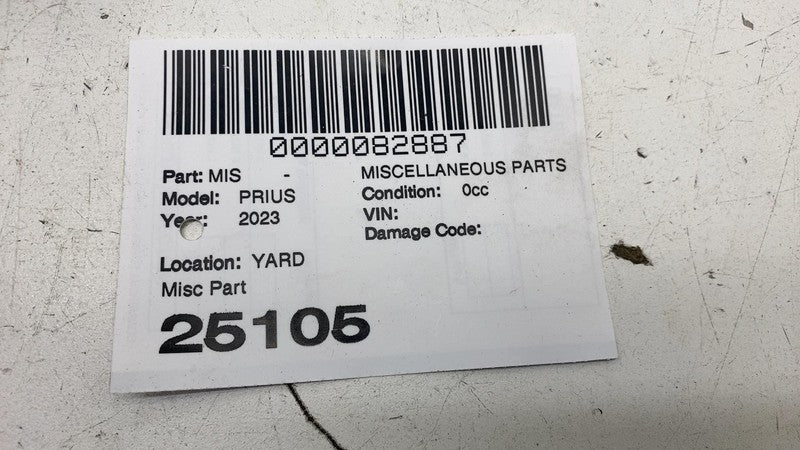 0000082887
Part: MIS - MISCELLANEOUS PARTS
Model: PRIUS Condition: 0cc
Year: 2023 VIN:
Damage Code:
Location: YARD
Misc Part
25105